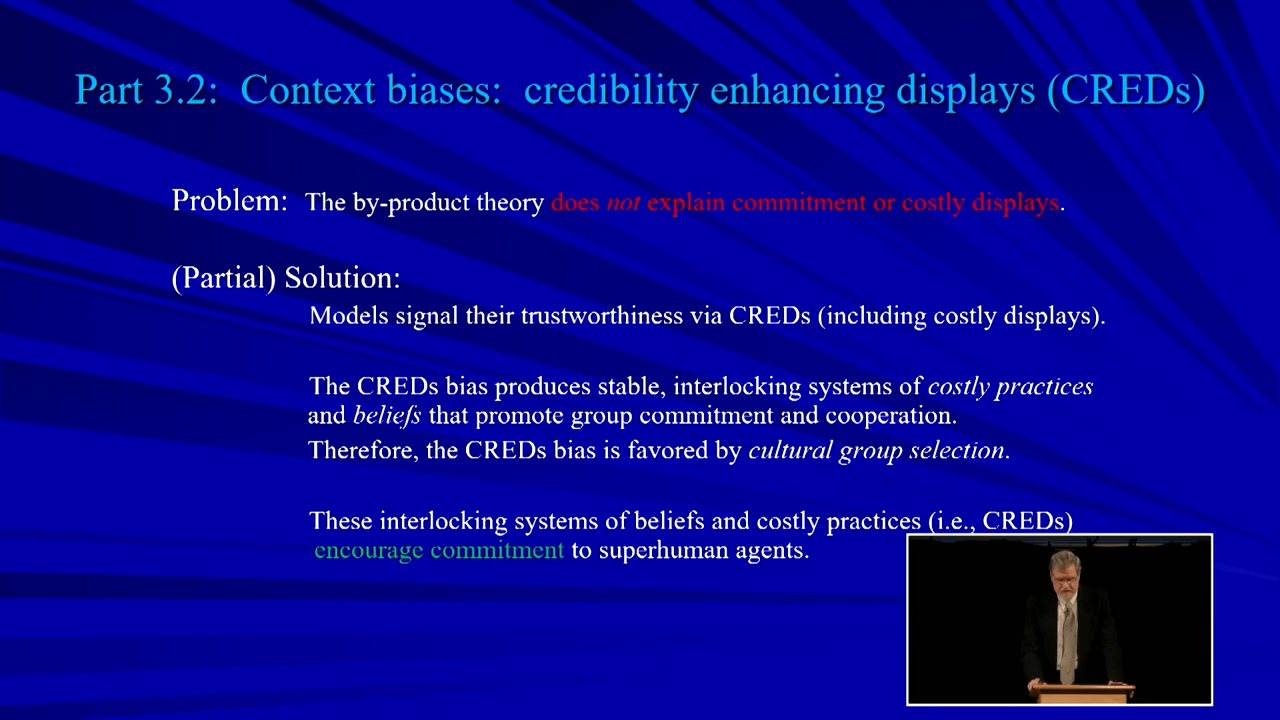 Part 3.2: Context biases: credibility enhancing displays (CREDs)
Problem: The by-product theory does not explain commitment or costly displays.
(Partial) Solution:
Models signal their trustworthiness via CREDs (including costly displays).
The CREDs bias produces stable, interlocking systems of costly practices
and beliefs that promote group commitment and cooperation.
Therefore, the CREDs bias is favored by cultural group selection.
These interlocking systems of beliefs and costly practices (i.e., CREDs)
encourage commitment to superhuman agents.